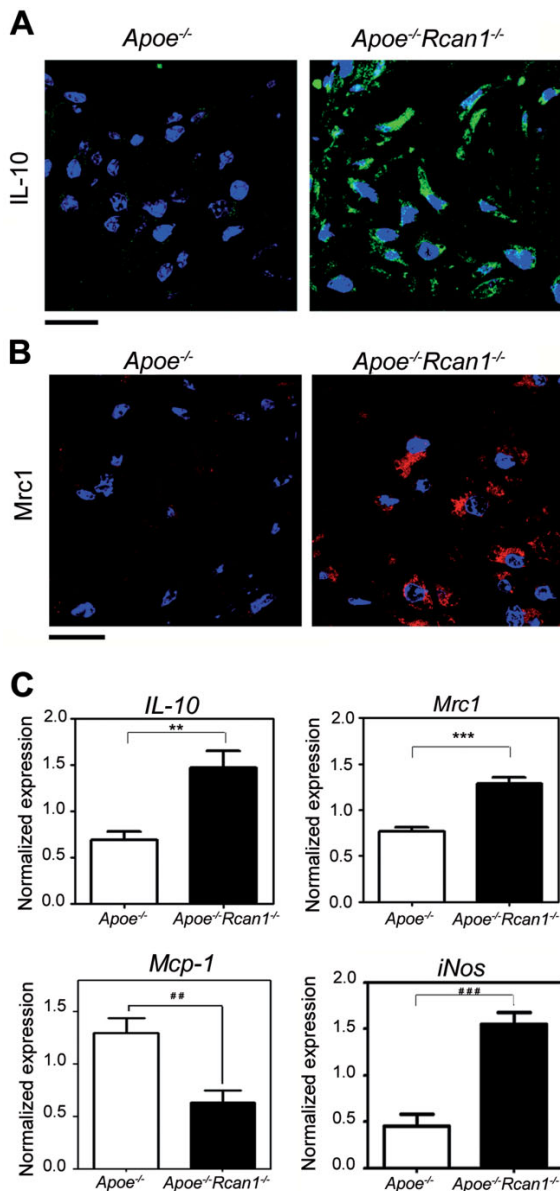 A
Apoe-/- Apoe-/-Rcan1-/-
IL-10
B
Apoe-/- Apoe-/-Rcan1-/-
Mrc1
C
IL-10
Normalized expression
2.0
1.5
1.0
0.5
0.0
**
Apoe-/- Apoe-/-Rcan1-/-
Mrc1
Normalized expression
2.0
1.5
1.0
0.5
0.0
***
Apoe-/- Apoe-/-Rcan1-/-
Mcp-1
Normalized expression
1.5
1.0
0.5
0.0
##
Apoe-/- Apoe-/-Rcan1-/-
iNos
Normalized expression
2.0
1.5
1.0
0.5
0.0
###
Apoe-/- Apoe-/-Rcan1-/-